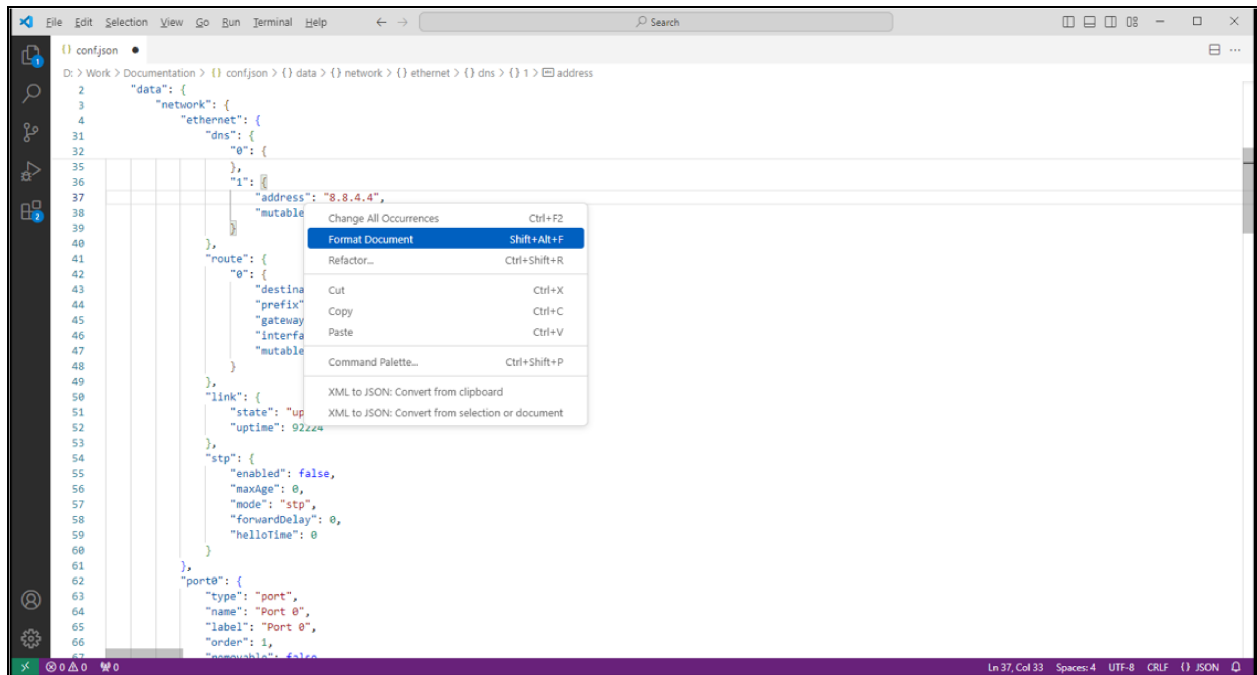 File Edit Selection View Go Run Terminal Help Search
{} conf.json
D: > Work > Documentation > {} conf.json > {} data > {} network > {} ethernet > {} dns > {} 1 > address
2 "data": {
3 "network": {
4 "ethernet": {
31 "dns": {
32 "0": {
35 },
36 "1": {
37 "address": "8.8.4.4",
38 "mutable
39 }
40 },
41 "route": {
42 "0": {
43 "destina
44 "prefix"
45 "gateway
46 "interfa
47 "mutable
48 }
49 },
50 "link": {
51 "state": "up
52 "uptime": 92224
53 },
54 "stp": {
55 "enabled": false,
56 "maxAge": 0,
57 "mode": "stp",
58 "forwardDelay": 0,
59 "helloTime": 0
60 }
61 },
62 "port0": {
63 "type": "port",
64 "name": "Port 0",
65 "label": "Port 0",
66 "order": 1,
67 "removable": false
Change All Occurrences Ctrl+F2
Format Document Shift+Alt+F
Refactor... Ctrl+Shift+R
Cut Ctrl+X
Copy Ctrl+C
Paste Ctrl+V
Command Palette... Ctrl+Shift+P
XML to JSON: Convert from clipboard
XML to JSON: Convert from selection or document
1
2
0 0 0 Ln 37, Col 33 Spaces: 4 UTF-8 CRLF {} JSON